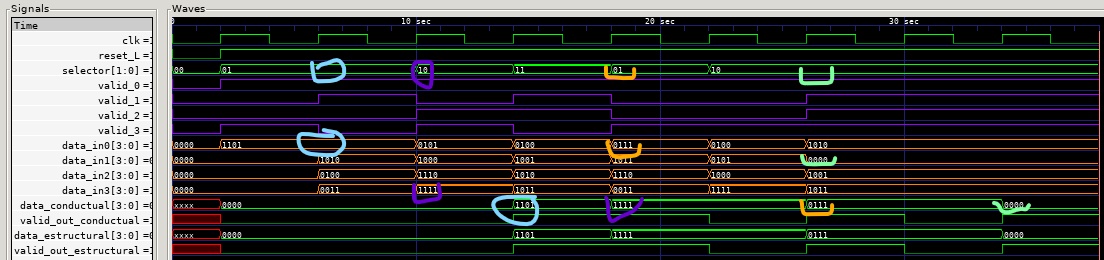 Signals Waves
Time 0 10 sec 20 sec 30 sec
clk =1
reset_L =1
selector[1:0] =1 00 01 10 11 01 10
valid_0 =1
valid_1 =1
valid_2 =1
valid_3 =1
data_in0[3:0] =1 0000 1101 0101 0100 0111 0100 1010
data_in1[3:0] =0 0000 1010 1000 1001 1011 0101 0000
data_in2[3:0] =1 0000 0100 1110 1010 1110 1000 1001
data_in3[3:0] =1 0000 0011 1111 1011 0011 1111 1011
data_conductual[3:0] =0 xxxx 0000 1101 1111 0111 0000
valid_out_conductual =1
data_estructural[3:0] =0 xxxx 0000 1101 1111 0111 0000
valid_out_estructural =1